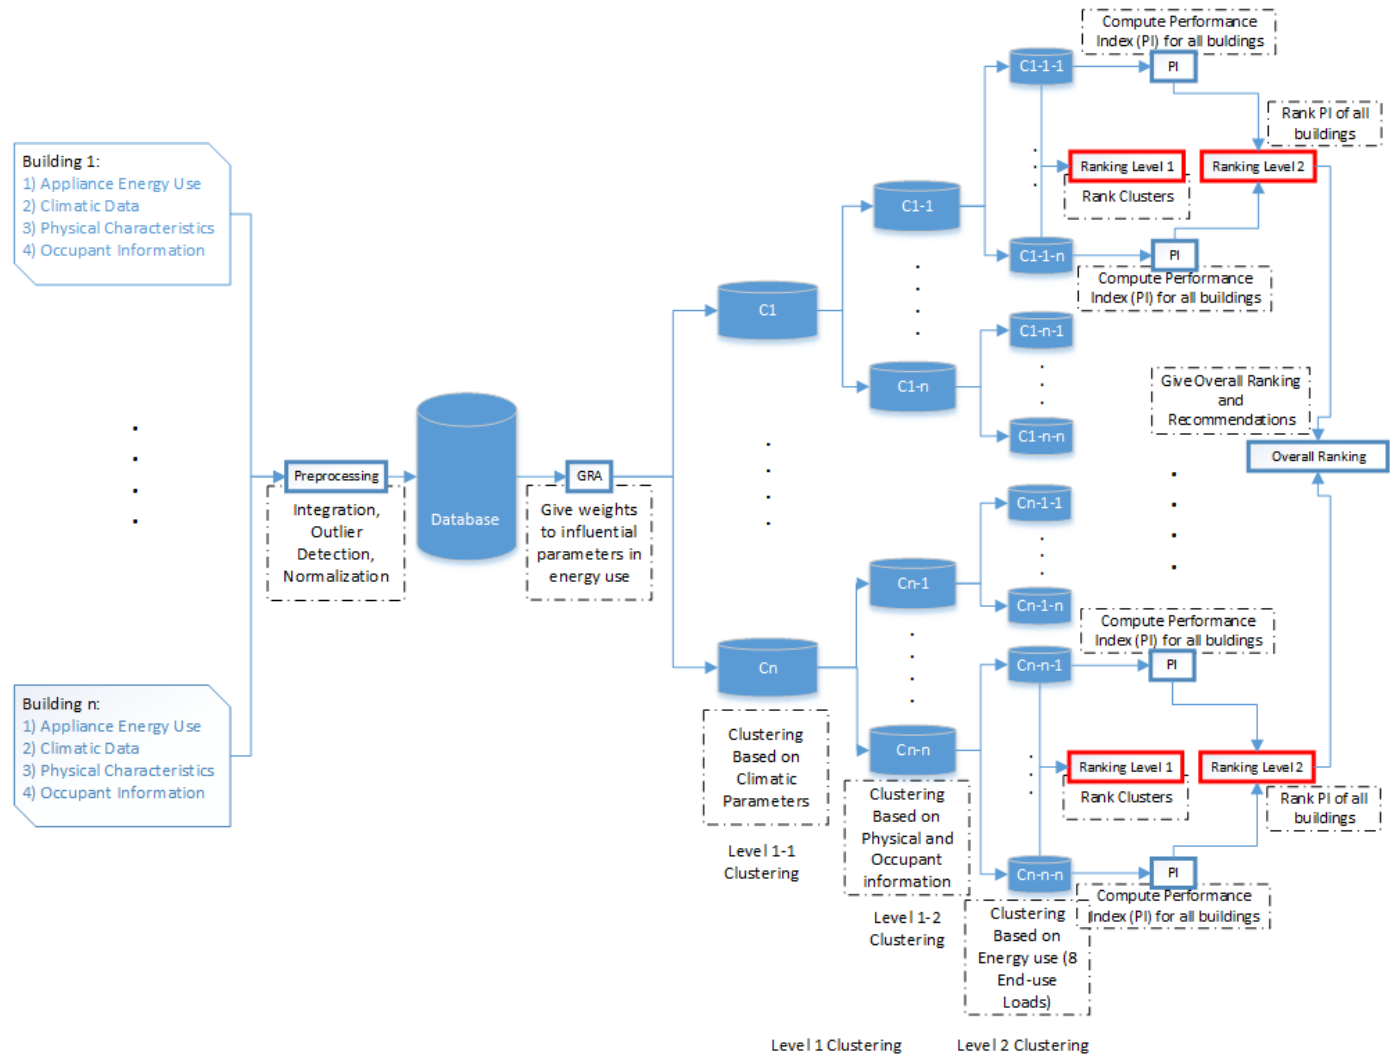 Compute Performance
Index (PI) for all buldings
C1-1-1
PI
Rank PI of all
buildings
Building 1:
1) Appliance Energy Use
2) Climatic Data
3) Physical Characteristics
4) Occupant Information
Ranking Level 1
Ranking Level 2
Rank Clusters
C1-1
C1-1-n
PI
Compute Performance
Index (PI) for all buildings
C1
C1-n-1
C1-n
Give Overall Ranking
and
Recommendations
C1-n-n
Overall Ranking
Preprocessing
Integration,
Outlier
Detection,
Normalization
Database
GRA
Give weights
to influential
parameters in
energy use
Cn-1-1
Cn-1
Cn-1-n
Compute Performance
Index (PI) for all buldings
Cn
Cn-n-1
PI
Building n:
1) Appliance Energy Use
2) Climatic Data
3) Physical Characteristics
4) Occupant Information
Clustering
Based on
Climatic
Parameters
Level 1-1
Clustering
Cn-n
Clustering
Based on
Physical and
Occupant
information
Level 1-2
Clustering
Ranking Level 1
Ranking Level 2
Rank Clusters
Rank PI of all
buildings
Cn-n-n
PI
Compute Performance
Index (PI) for all buildings
Clustering
Based on
Energy use (8
End-use
Loads)
Level 1 Clustering
Level 2 Clustering